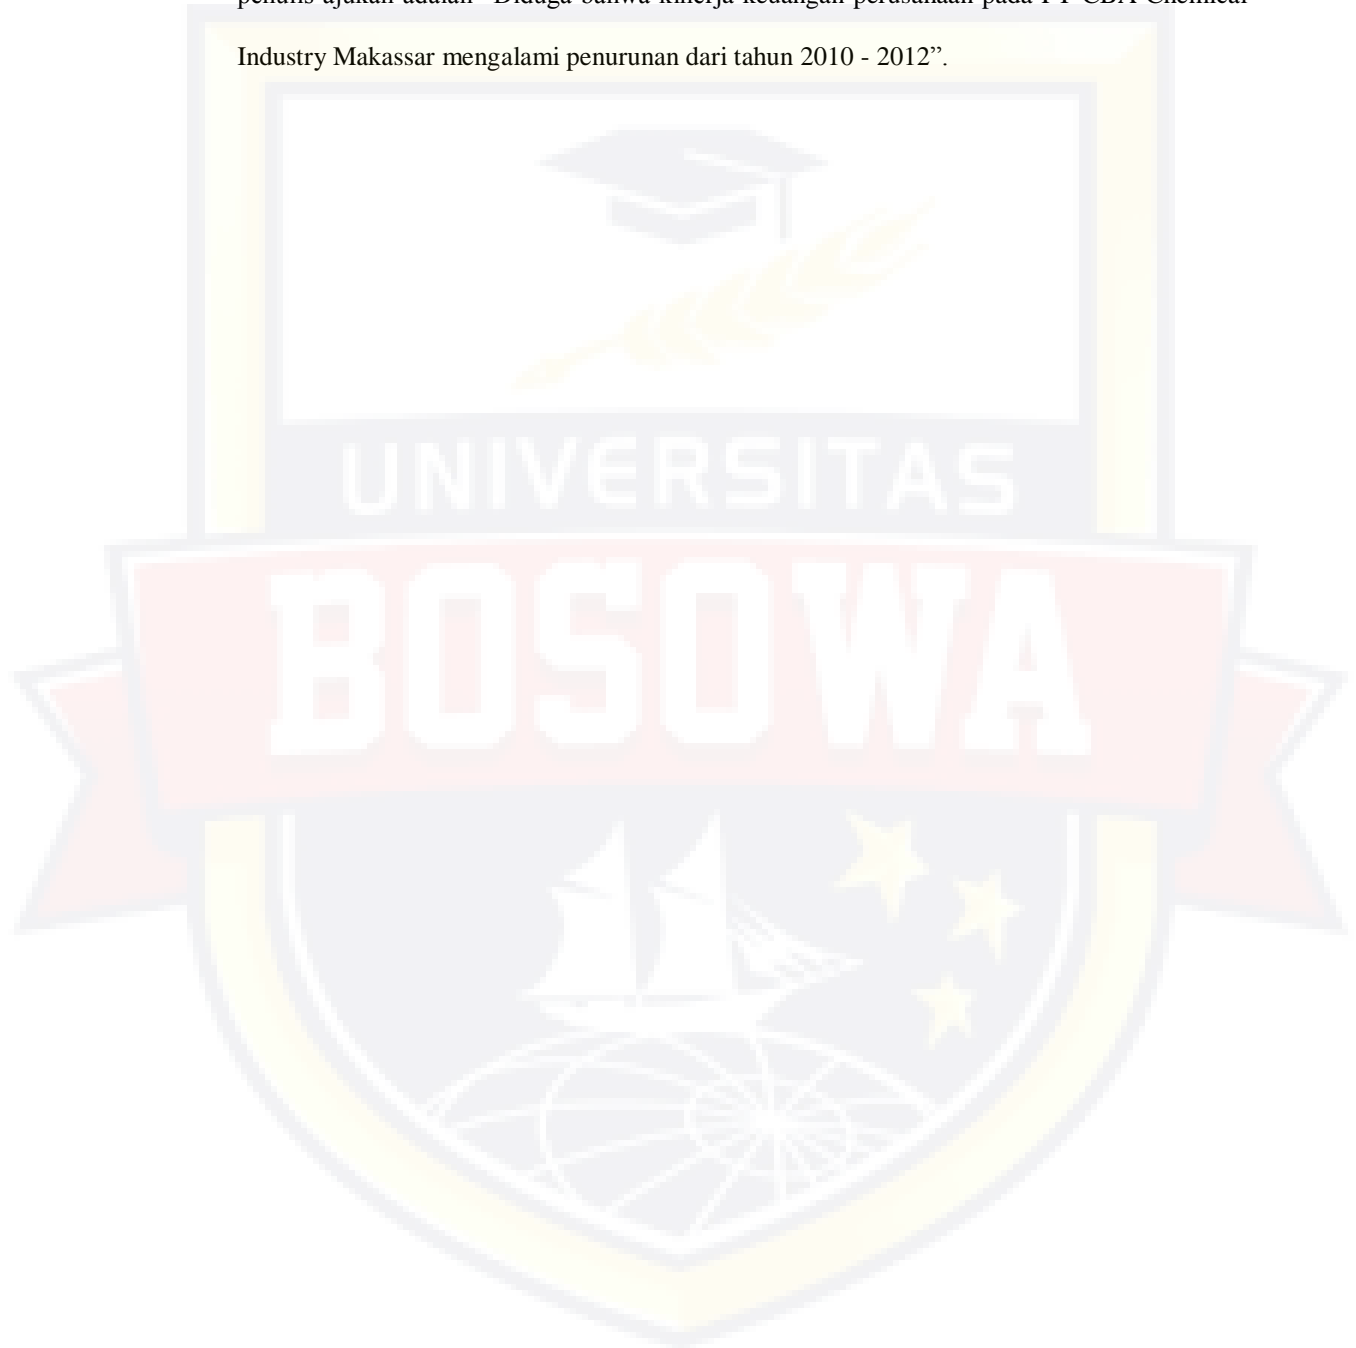 penulis ajukan adalah "Diduga bahwa kinerja keuangan perusahaan pada PT CBA Chemical
Industry Makassar mengalami penurunan dari tahun 2010 - 2012”.
UNIVERSITAS
BOSOWA